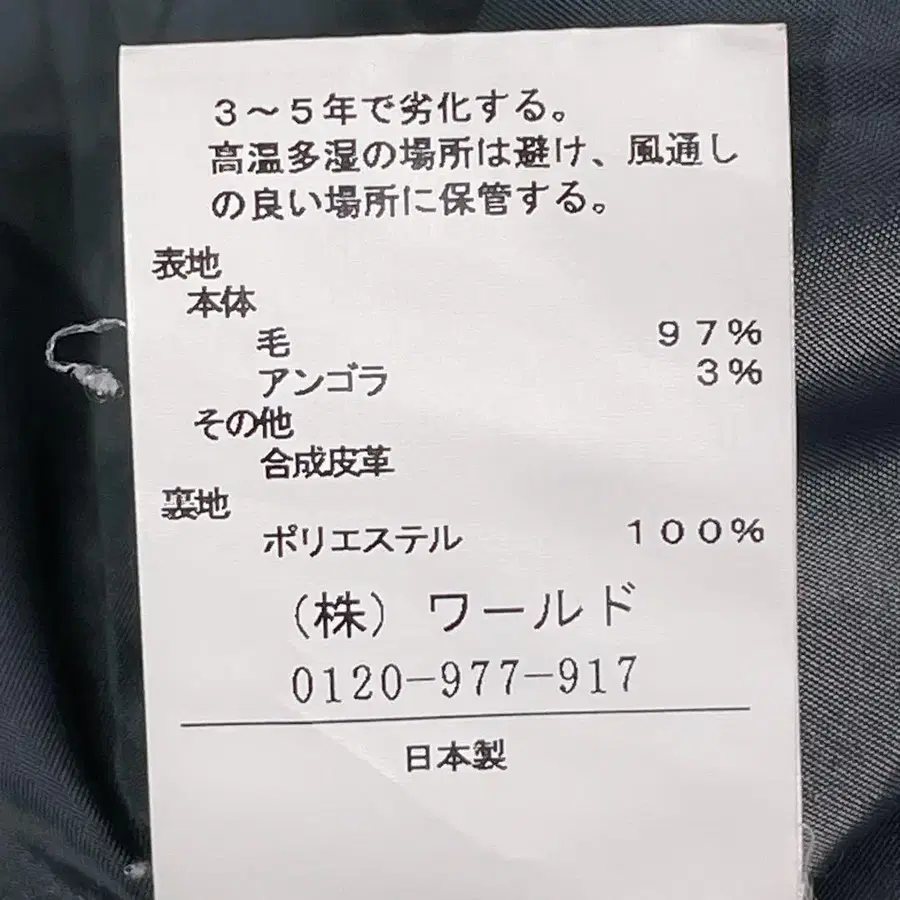 3～5年で劣化する。
高温多湿の場所は避け、風通し
の良い場所に保管する。
表地
本体
毛 97%
アンゴラ 3%
その他
合成皮革
裏地
ポリエステル 100%
(株) ワールド
0120-977-917
日本製